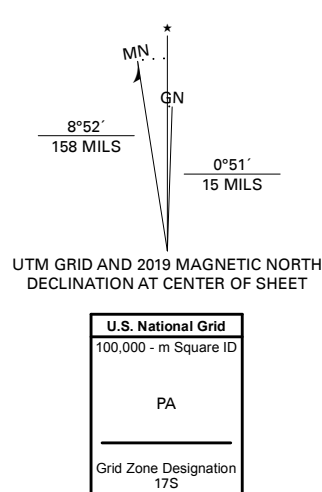 ★
MN
GN
8°52´
158 MILS
0°51´
15 MILS
UTM GRID AND 2019 MAGNETIC NORTH
DECLINATION AT CENTER OF SHEET
U.S. National Grid
100,000 - m Square ID
PA
Grid Zone Designation
17S